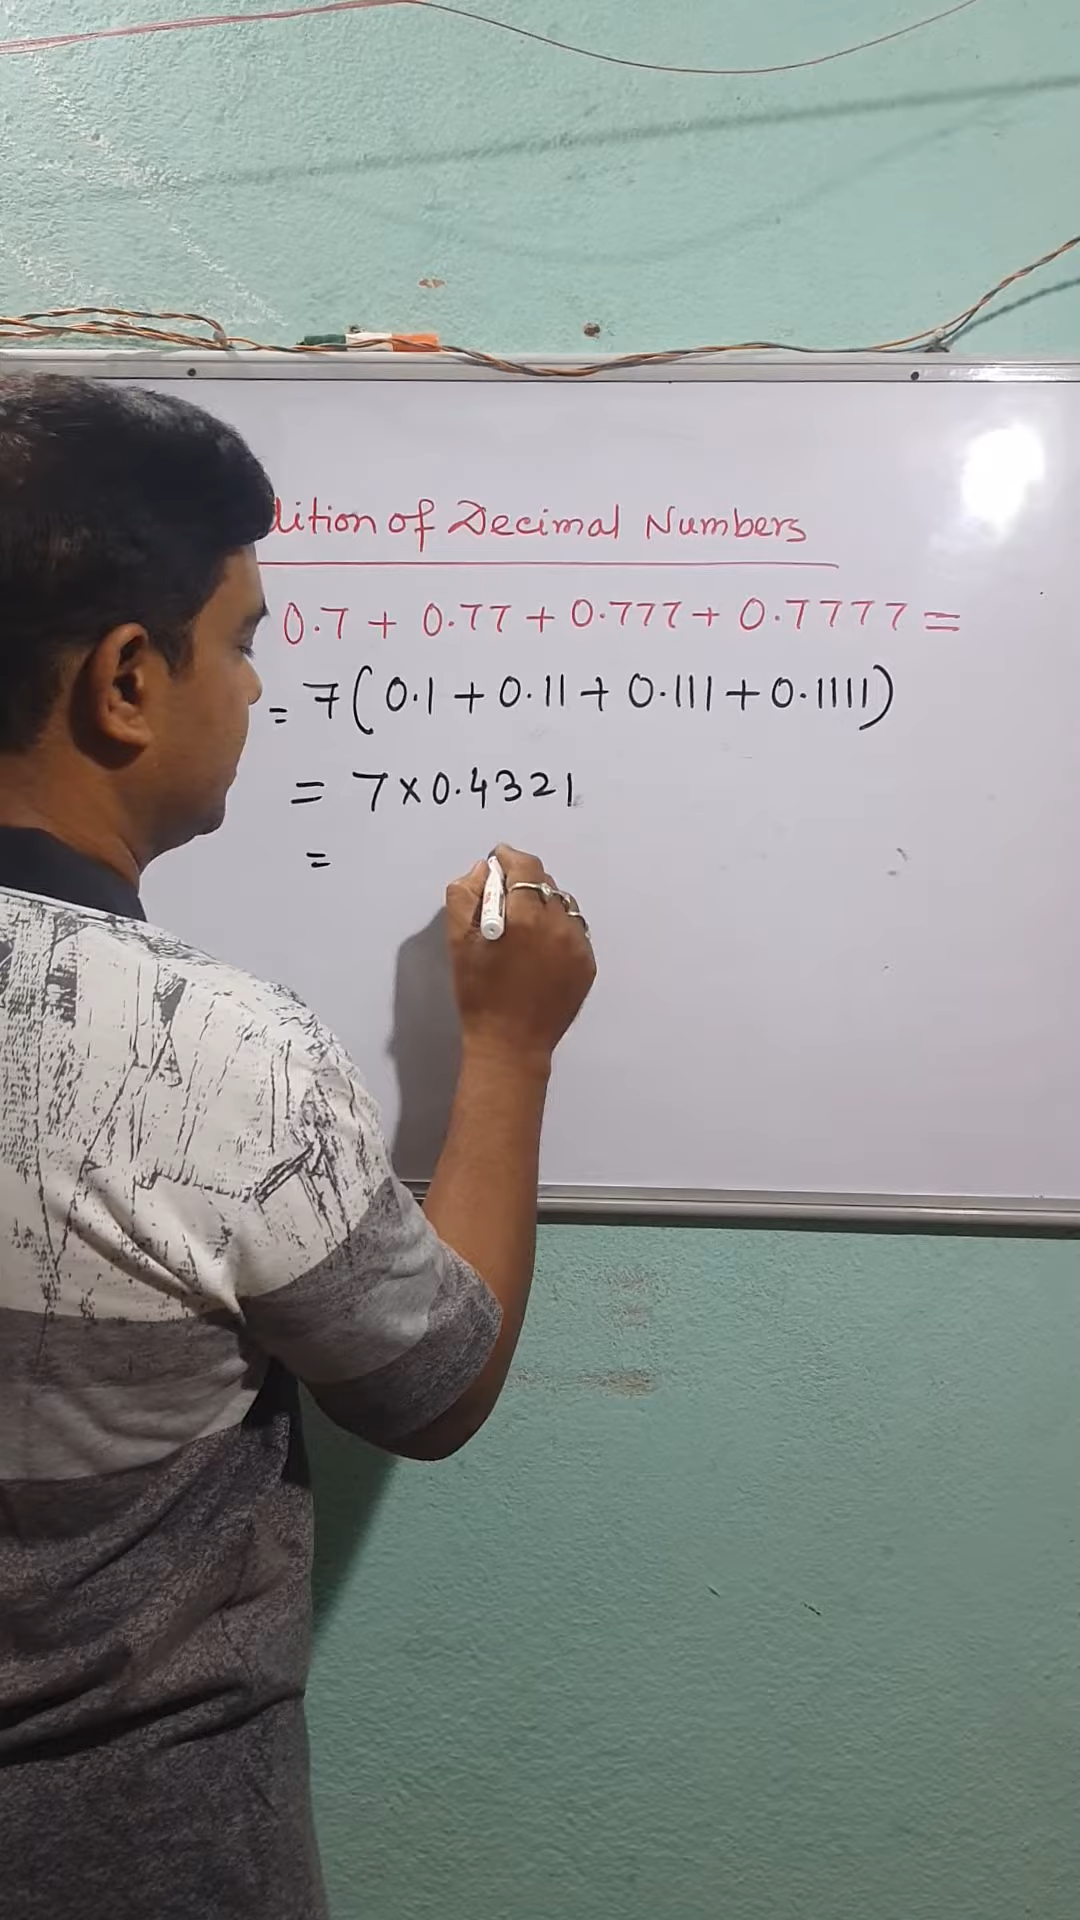 dition of Decimal Numbers
0.7 + 0.77 + 0.777 + 0.7777 =
= 7(0.1 + 0.11 + 0.111 + 0.1111)
= 7 × 0.4321
=